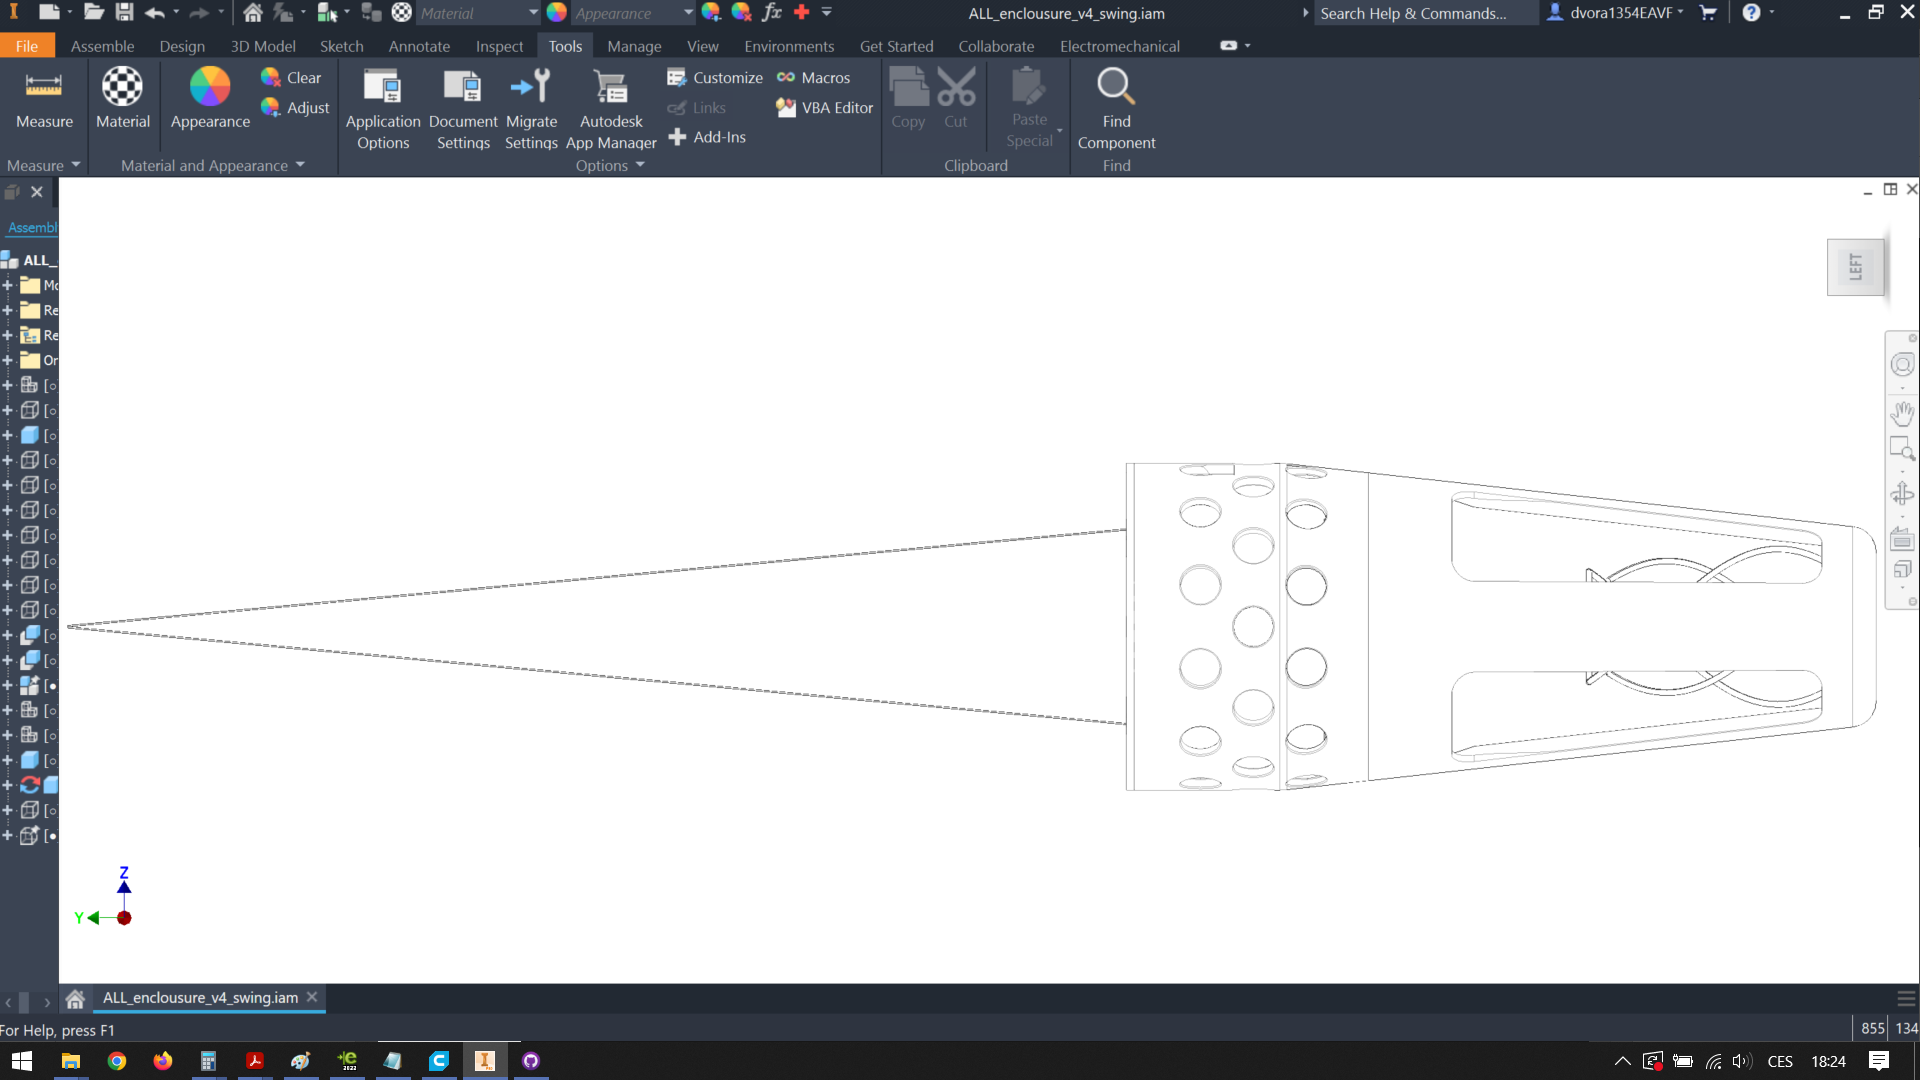 Material
Appearance
ALL_enclousure_v4_swing.iam
Search Help & Commands...
dvora1354EAVF
File
Assemble
Design
3D Model
Sketch
Annotate
Inspect
Tools
Manage
View
Environments
Get Started
Collaborate
Electromechanical
Measure
Material
Appearance
Clear
Adjust
Application
Options
Document
Settings
Migrate
Settings
Autodesk
App Manager
Customize
Links
Add-Ins
Macros
VBA Editor
Copy
Cut
Paste
Special
Find
Component
Measure
Material and Appearance
Options
Clipboard
Find
Assembl
ALL_
Mo
Re
Re
Or
LEFT
Z
Y
ALL_enclousure_v4_swing.iam
For Help, press F1
855
134
2022
CES
18:24